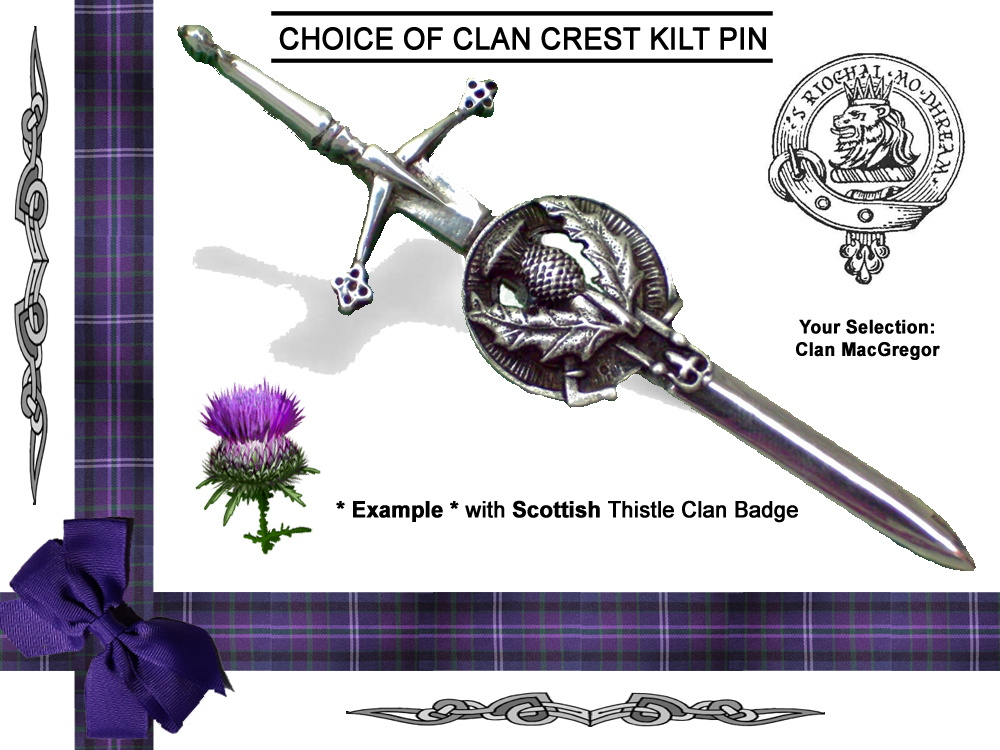 CHOICE OF CLAN CREST KILT PIN
'S RIOGHAL · MO · DHREAM ·
Your Selection:
Clan MacGregor
* Example * with Scottish Thistle Clan Badge